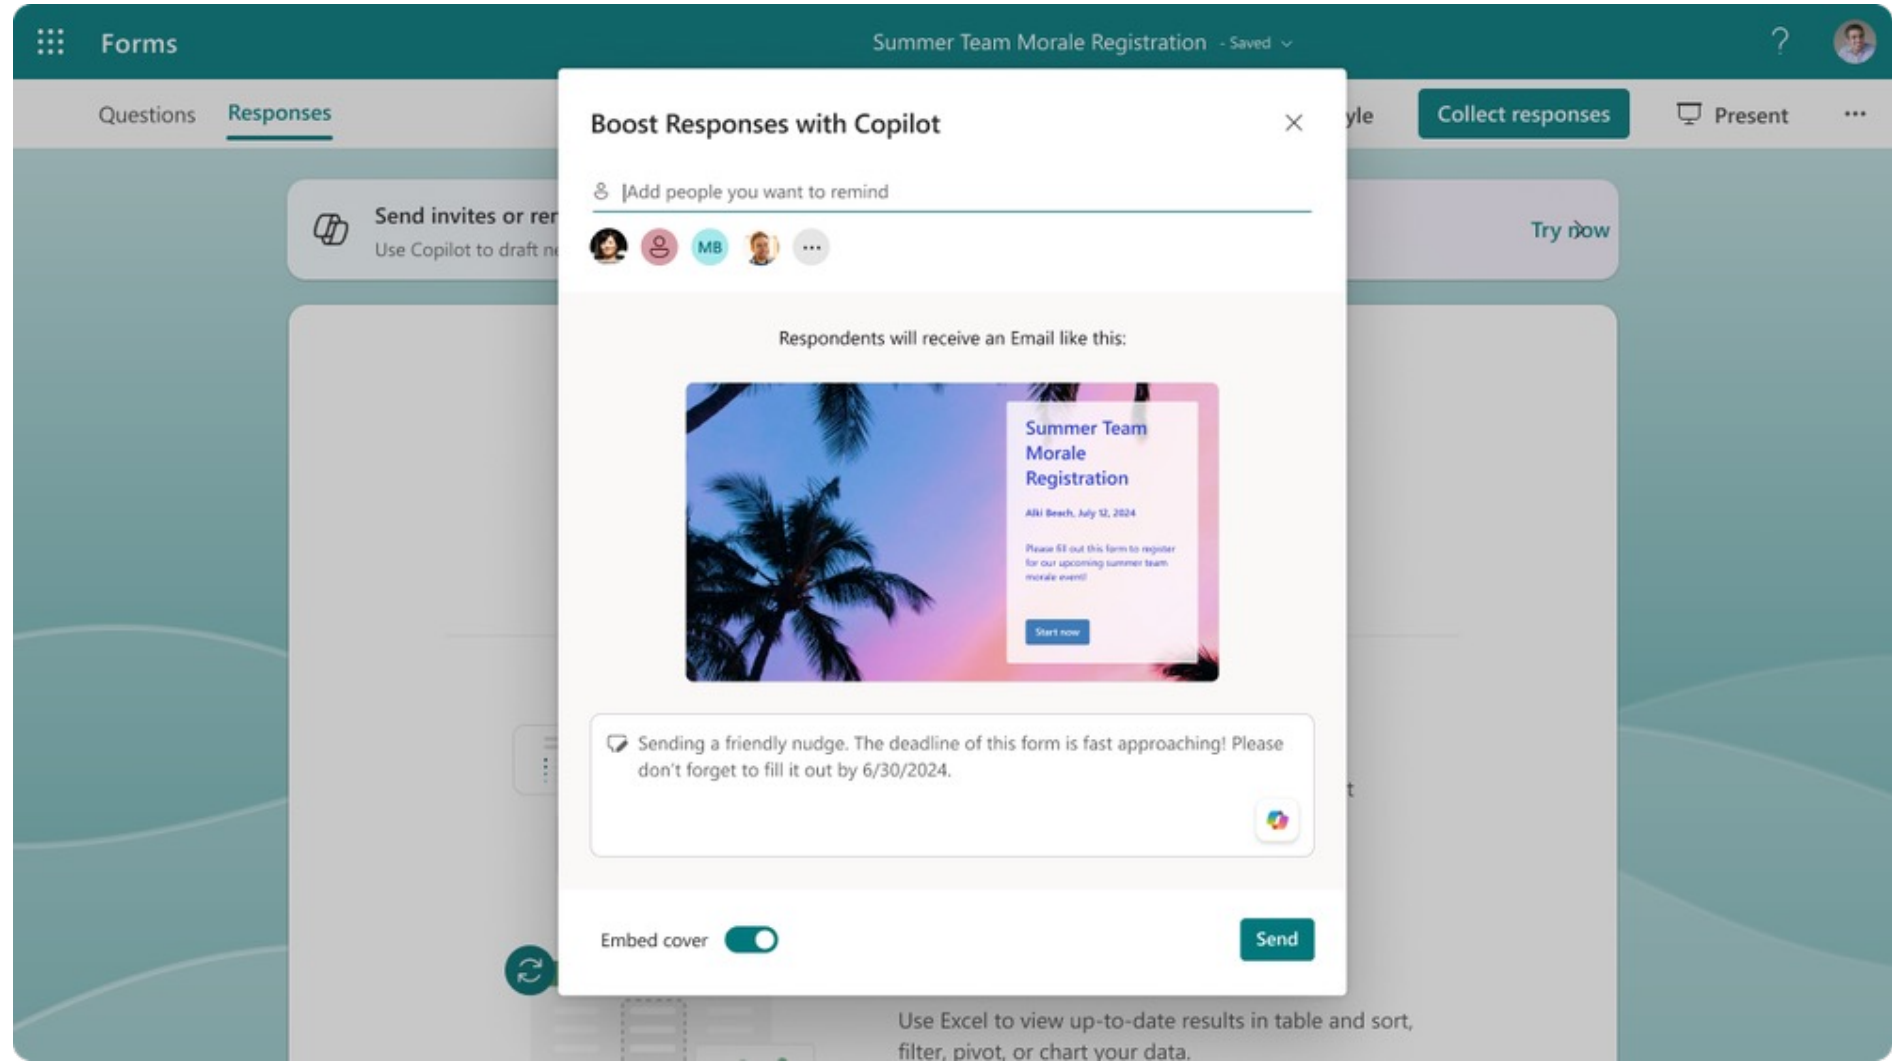 Forms
Summer Team Morale Registration - Saved
?
Questions
Responses
yle
Collect responses
Present
Boost Responses with Copilot
Send invites or rer
Use Copilot to draft ne
Try now
Add people you want to remind
MB
Respondents will receive an Email like this:
Summer Team
Morale
Registration
Alki Beach, July 12, 2024
Please fill out this form to register
for our upcoming summer team
morale event!
Start now
Sending a friendly nudge. The deadline of this form is fast approaching! Please
don't forget to fill it out by 6/30/2024.
t
Embed cover
Send
Use Excel to view up-to-date results in table and sort,
filter, pivot, or chart your data.